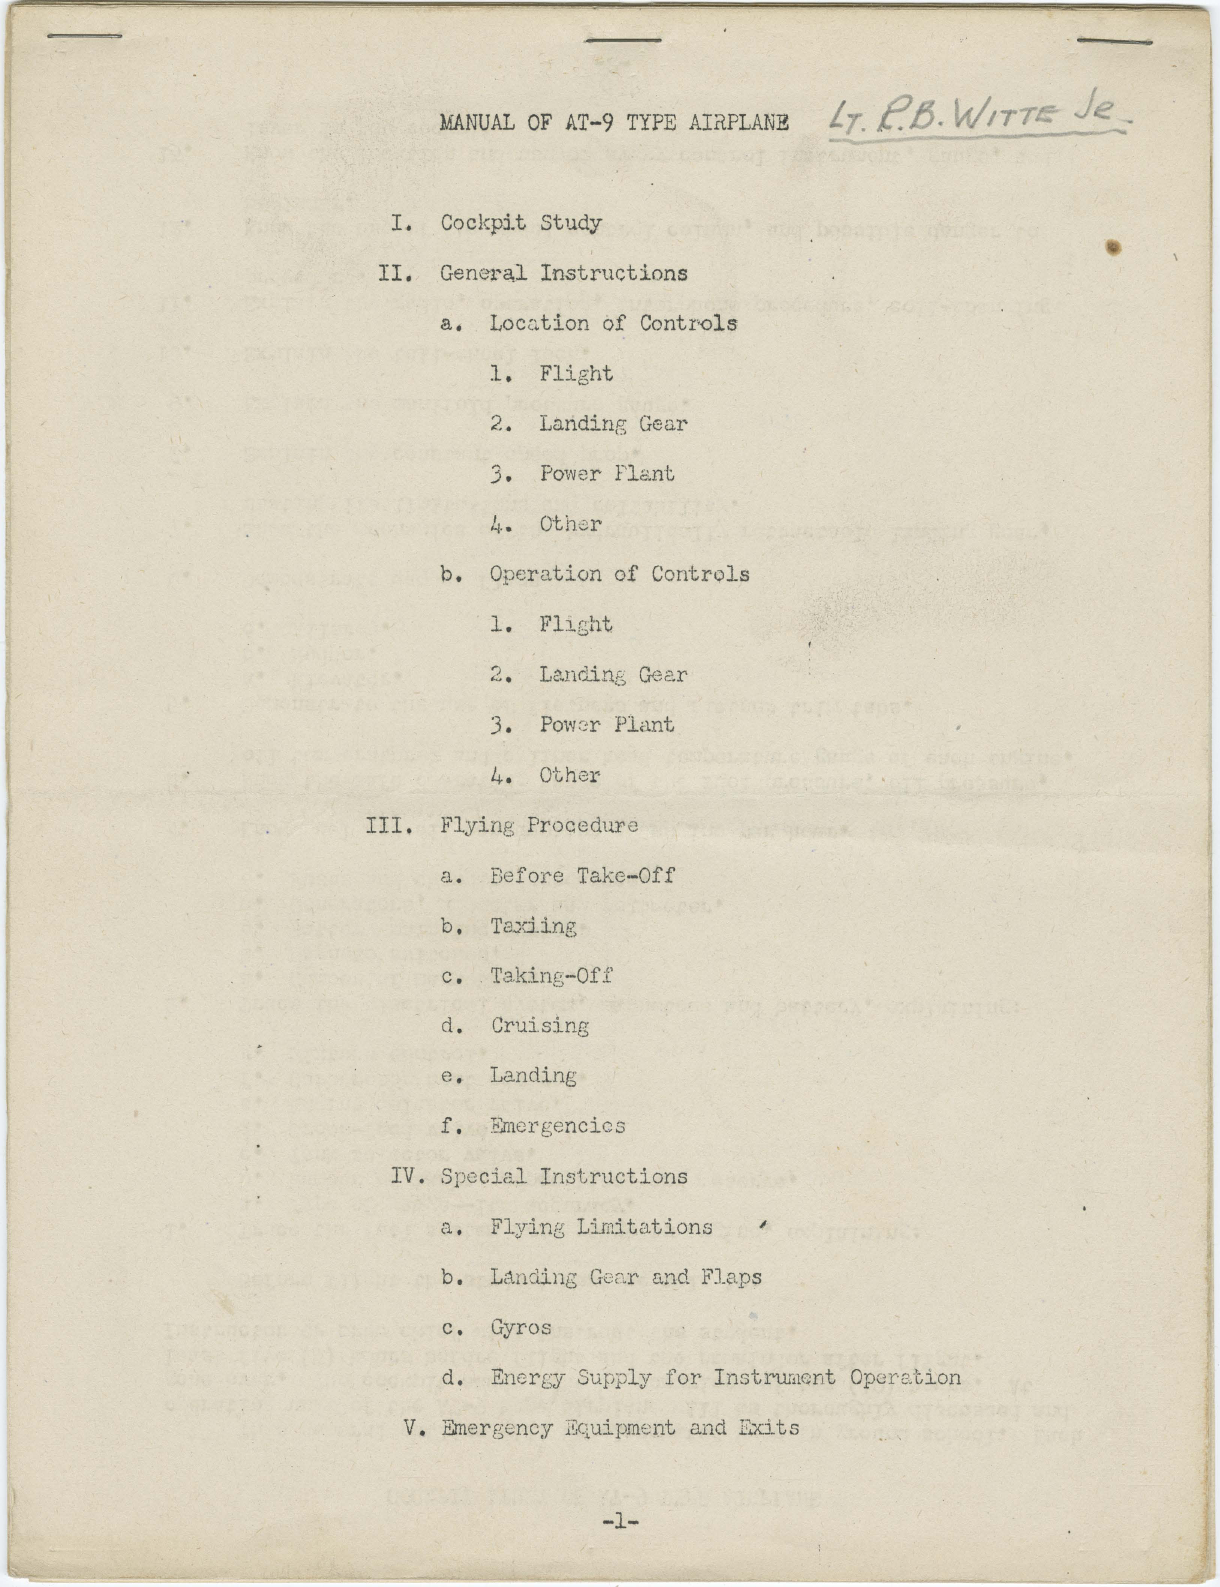 MANUAL OF AT-9 TYPE AIRPLANE LT. R.B. WITTE Jr.
I. Cockpit Study
II. General Instructions
a. Location of Controls
1. Flight
2. Landing Gear
3. Power Plant
4. Other
b. Operation of Controls
1. Flight
2. Landing Gear
3. Power Plant
4. Other
III. Flying Procedure
a. Before Take-Off
b. Taxiing
c. Taking-Off
d. Cruising
e. Landing
f. Emergencies
IV. Special Instructions
a. Flying Limitations
b. Landing Gear and Flaps
c. Gyros
d. Energy Supply for Instrument Operation
V. Emergency Equipment and Exits
-1-